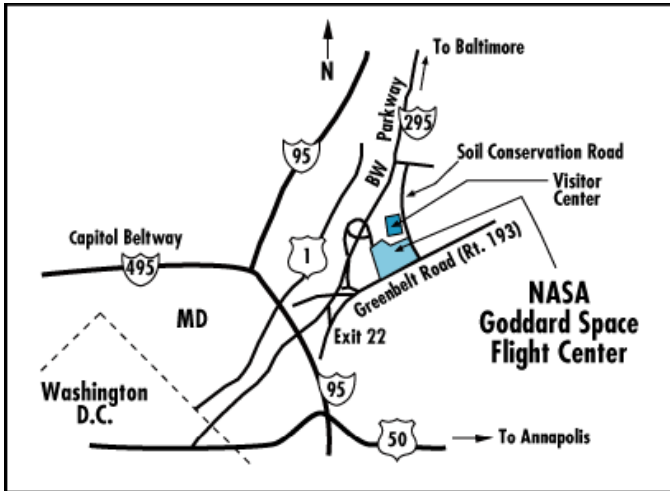 To Baltimore
N
Parkway
295
BW
Soil Conservation Road
95
Visitor
Center
Capitol Beltway
495
1
Greenbelt Road (Rt. 193)
MD
NASA
Goddard Space
Flight Center
Exit 22
Washington
D.C.
95
50
To Annapolis